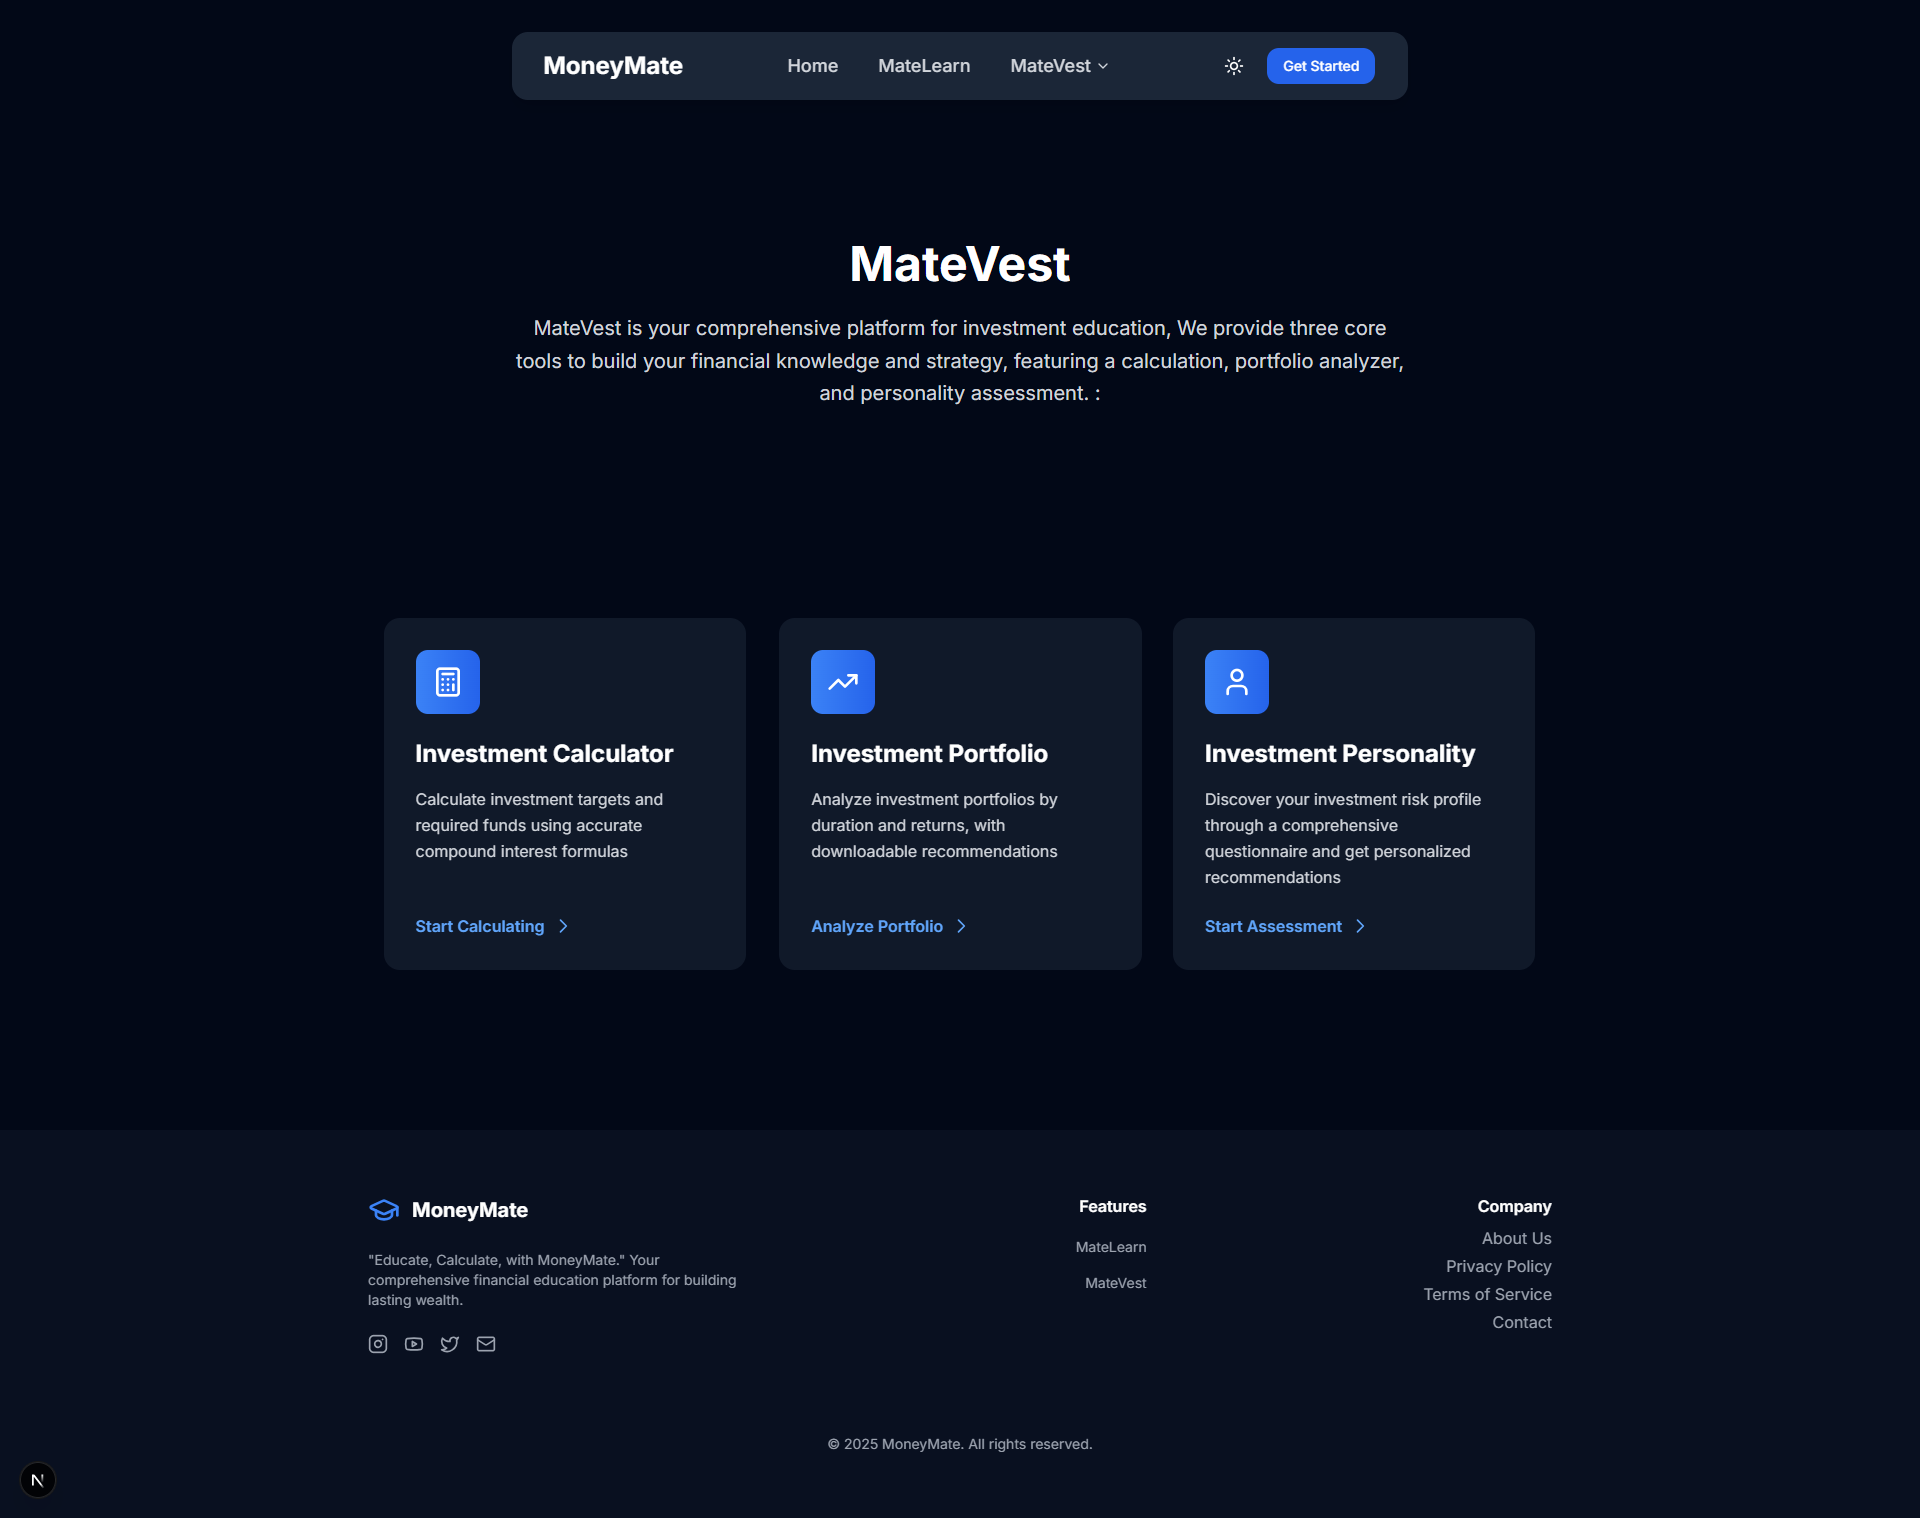 MoneyMate
Home
MateLearn
MateVest
Get Started
MateVest
MateVest is your comprehensive platform for investment education, We provide three core
tools to build your financial knowledge and strategy, featuring a calculation, portfolio analyzer,
and personality assessment. :
Investment Calculator
Calculate investment targets and
required funds using accurate
compound interest formulas
Start Calculating
Investment Portfolio
Analyze investment portfolios by
duration and returns, with
downloadable recommendations
Analyze Portfolio
Investment Personality
Discover your investment risk profile
through a comprehensive
questionnaire and get personalized
recommendations
Start Assessment
MoneyMate
"Educate, Calculate, with MoneyMate." Your
comprehensive financial education platform for building
lasting wealth.
Features
MateLearn
MateVest
Company
About Us
Privacy Policy
Terms of Service
Contact
© 2025 MoneyMate. All rights reserved.
N